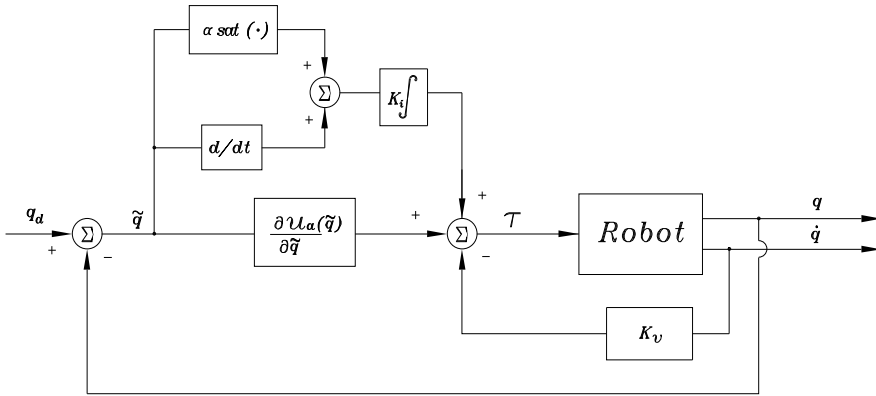 α sat (·)
+
Σ
+
K_i∫
d/dt
q_d
+
Σ
−
q̃
∂𝒰_a(q̃)
∂q̃
+
+
Σ
−
τ
Robot
q
q̇
K_v